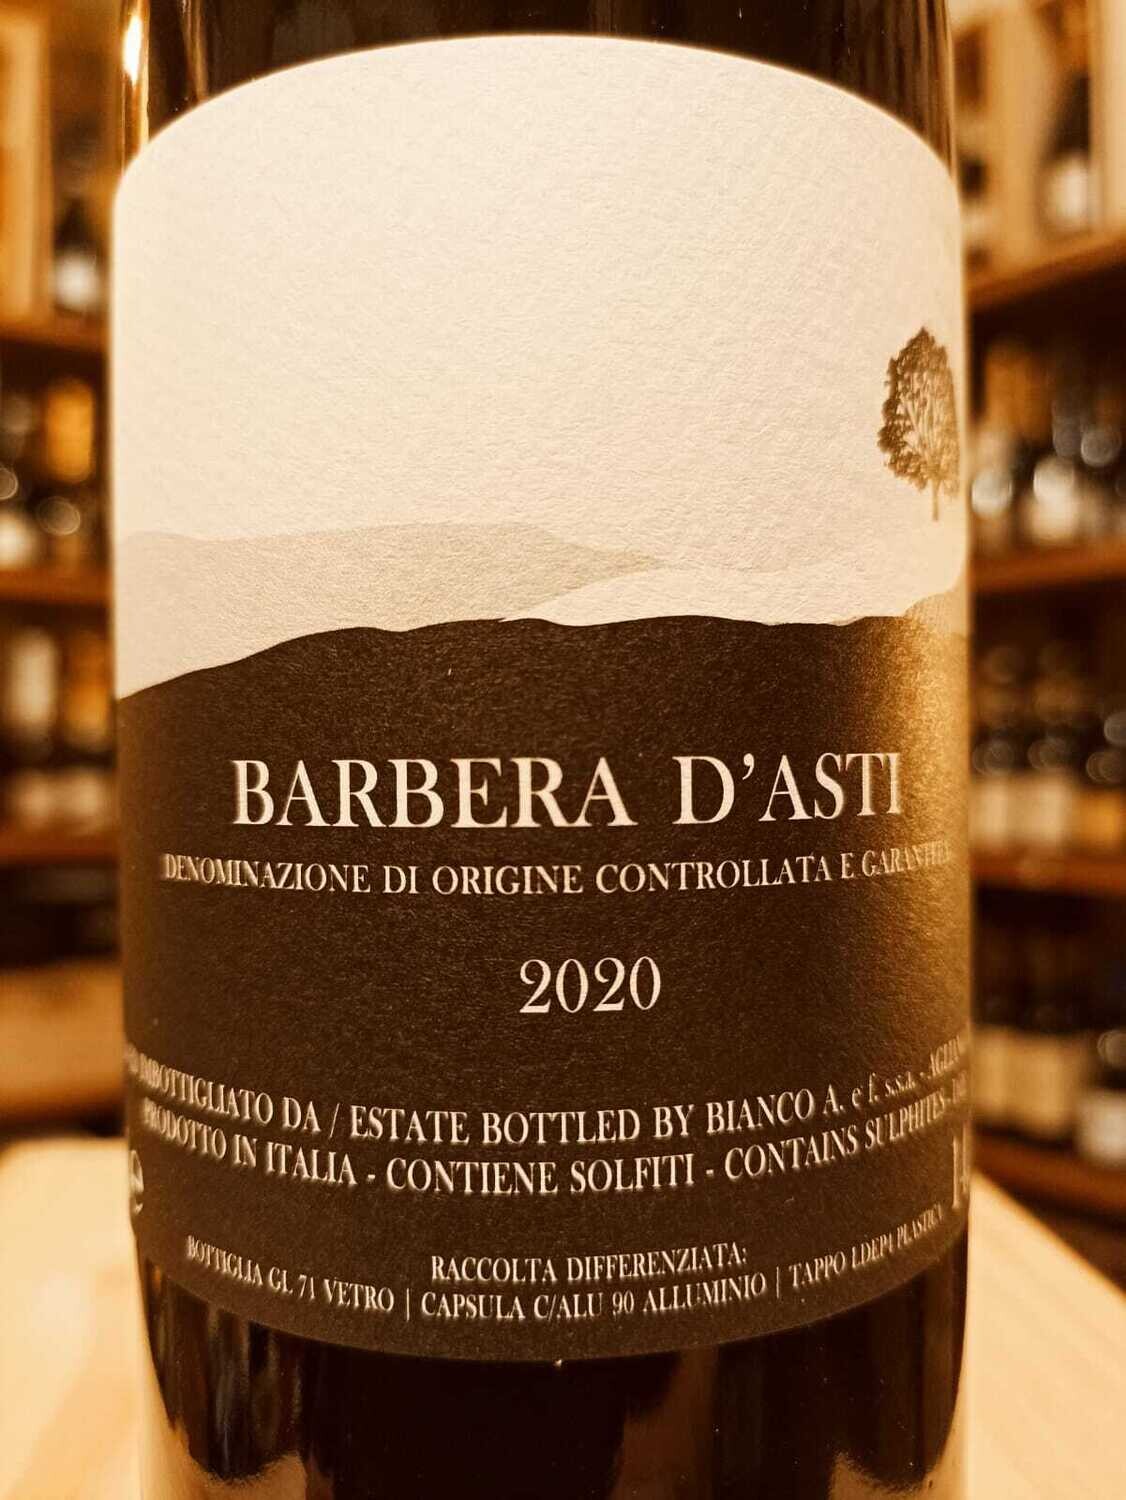 BARBERA D'ASTI
DENOMINAZIONE DI ORIGINE CONTROLLATA E GARANTITA
2020
IMBOTTIGLIATO DA / ESTATE BOTTLED BY BIANCO A. e f. s.s.a. -
PRODOTTO IN ITALIA - CONTIENE SOLFITI - CONTAINS SULPHITES -
e
RACCOLTA DIFFERENZIATA:
BOTTIGLIA GL 71 VETRO | CAPSULA C/ALU 90 ALLUMINIO | TAPPO LDEP4 PLASTICA